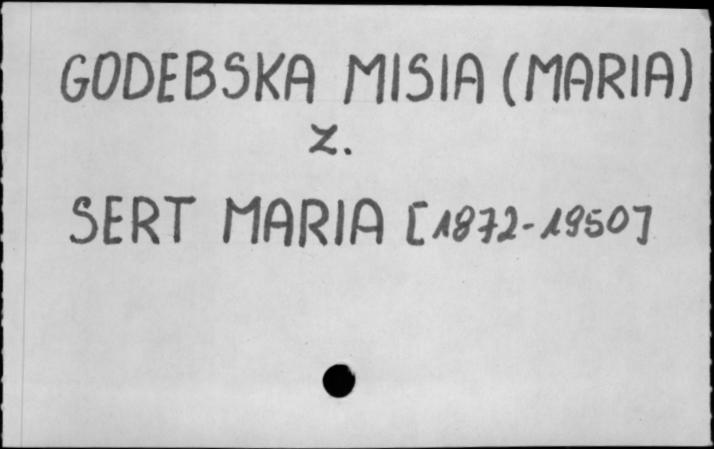 GODEBSKA MISIA (MARIA)
z.
SERT MARIA [1872-1950]